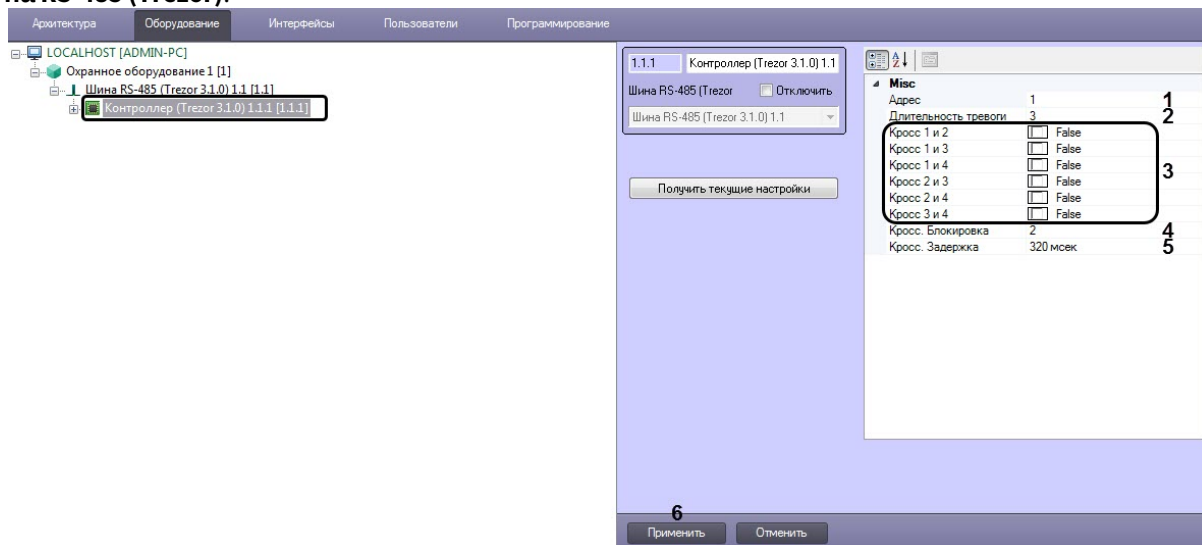 на RS-485 (Trezor).
Архитектура Оборудование Интерфейсы Пользователи Программирование
LOCALHOST [ADMIN-PC]
Охранное оборудование 1 [1]
Шина RS-485 (Trezor 3.1.0) 1.1 [1.1]
Контроллер (Trezor 3.1.0) 1.1.1 [1.1.1]
1.1.1 Контроллер (Trezor 3.1.0) 1.1
Шина RS-485 (Trezor Отключить
Шина RS-485 (Trezor 3.1.0) 1.1
Получить текущие настройки
Misc
Адрес 1 1
Длительность тревоги 3 2
Кросс 1 и 2 False
Кросс 1 и 3 False
Кросс 1 и 4 False
Кросс 2 и 3 False
Кросс 2 и 4 False
Кросс 3 и 4 False
3
Кросс. Блокировка 2 4
Кросс. Задержка 320 мсек 5
6
Применить Отменить